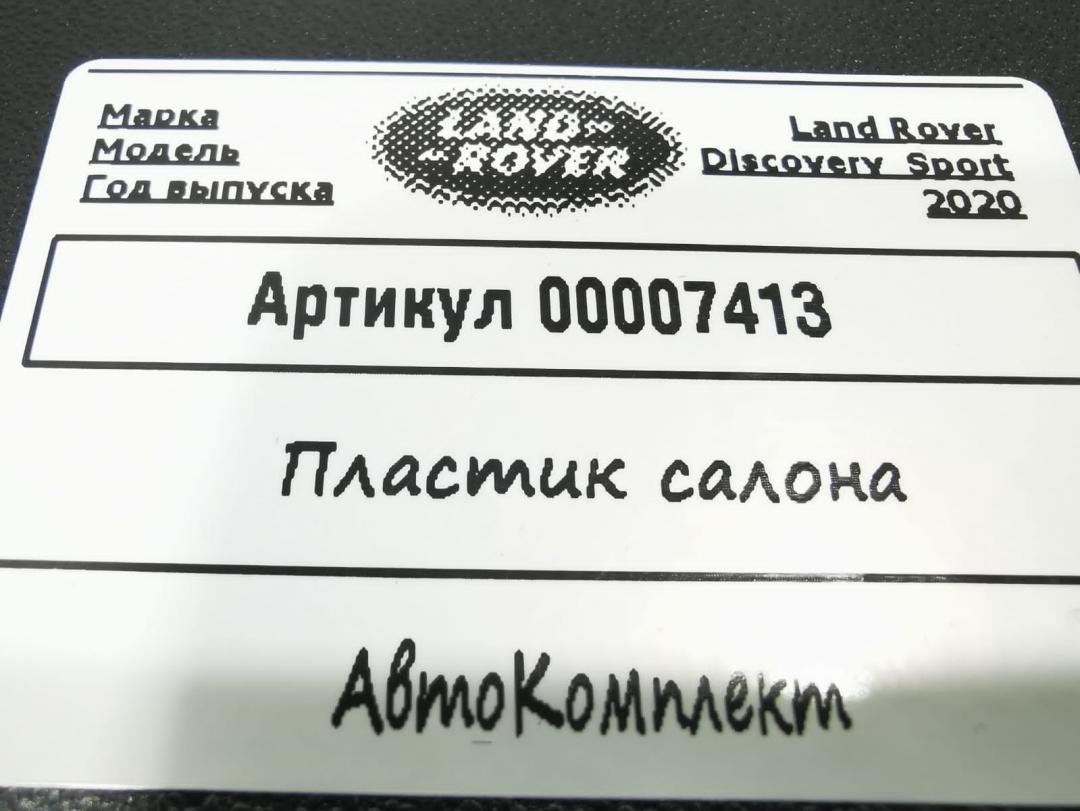 Марка
Модель
Год выпуска
LAND-
-ROVER
Land Rover
Discovery Sport
2020
Артикул 00007413
Пластик салона
АвтоКомплект